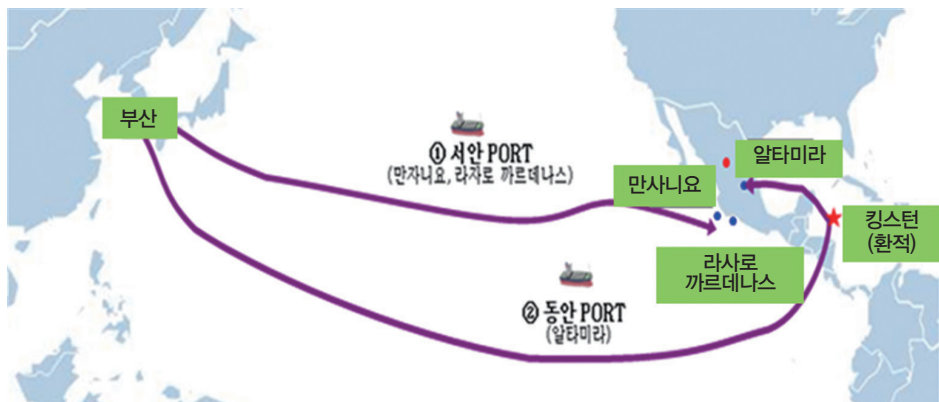 부산
① 서안 PORT
(만자니요, 라자로 까르데나스)
만사니요
알타미라
킹스턴
(환적)
라사로
까르데나스
② 동안 PORT
(알타미라)